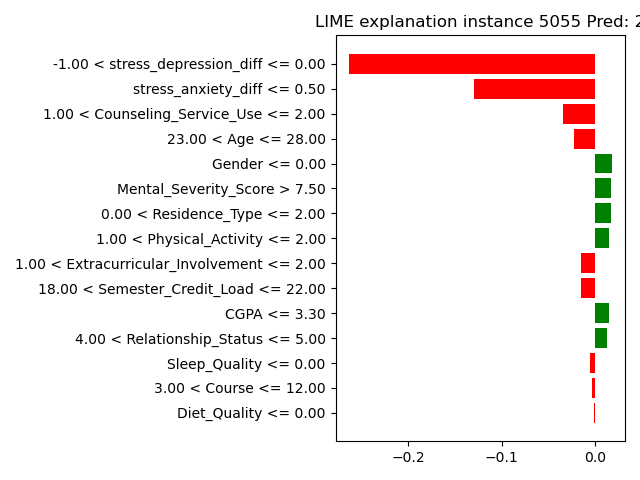 LIME explanation instance 5055 Pred: 2
-1.00 < stress_depression_diff <= 0.00
stress_anxiety_diff <= 0.50
1.00 < Counseling_Service_Use <= 2.00
23.00 < Age <= 28.00
Gender <= 0.00
Mental_Severity_Score > 7.50
0.00 < Residence_Type <= 2.00
1.00 < Physical_Activity <= 2.00
1.00 < Extracurricular_Involvement <= 2.00
18.00 < Semester_Credit_Load <= 22.00
CGPA <= 3.30
4.00 < Relationship_Status <= 5.00
Sleep_Quality <= 0.00
3.00 < Course <= 12.00
Diet_Quality <= 0.00
−0.2 −0.1 0.0